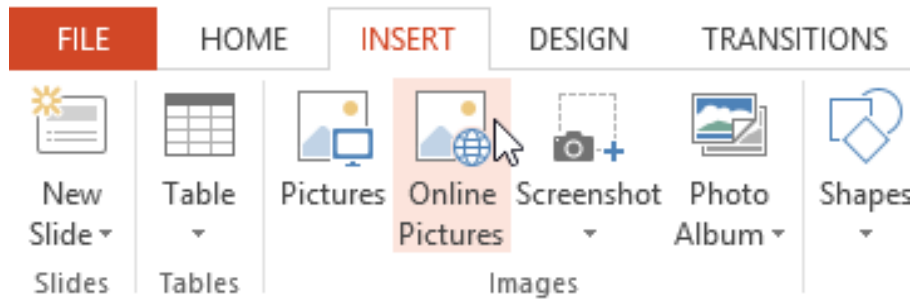 FILE HOME INSERT DESIGN TRANSITIONS
New Table Pictures Online Screenshot Photo Shapes
Slide Pictures Album
Slides Tables Images